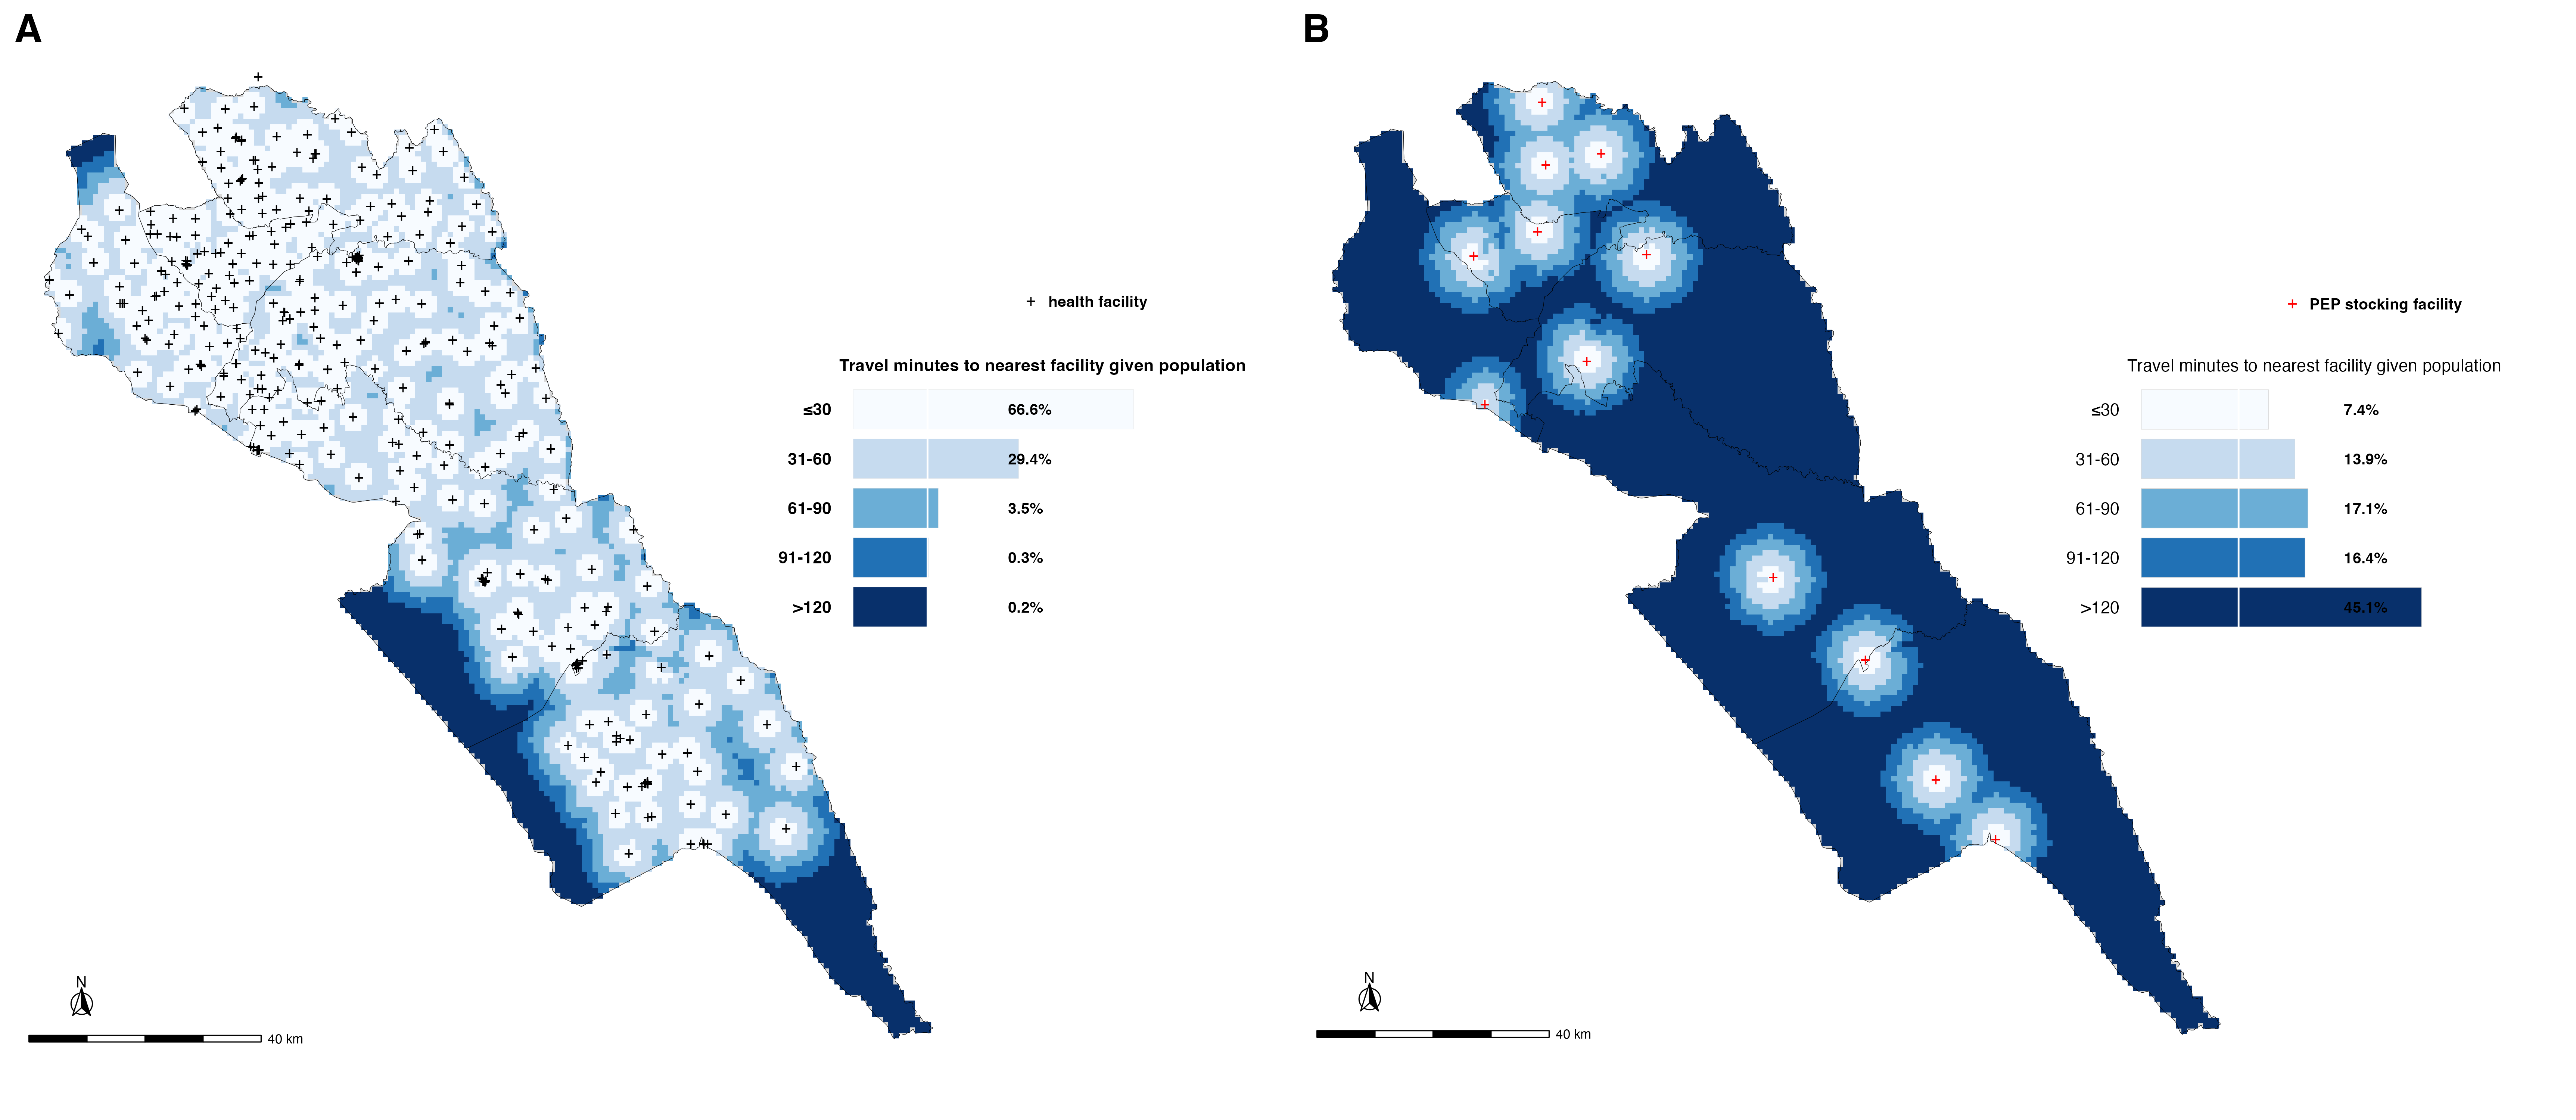 A
health facility
Travel minutes to nearest facility given population
≤30 66.6%
31-60 29.4%
61-90 3.5%
91-120 0.3%
>120 0.2%
N
40 km
B
PEP stocking facility
Travel minutes to nearest facility given population
≤30 7.4%
31-60 13.9%
61-90 17.1%
91-120 16.4%
>120 45.1%
N
40 km